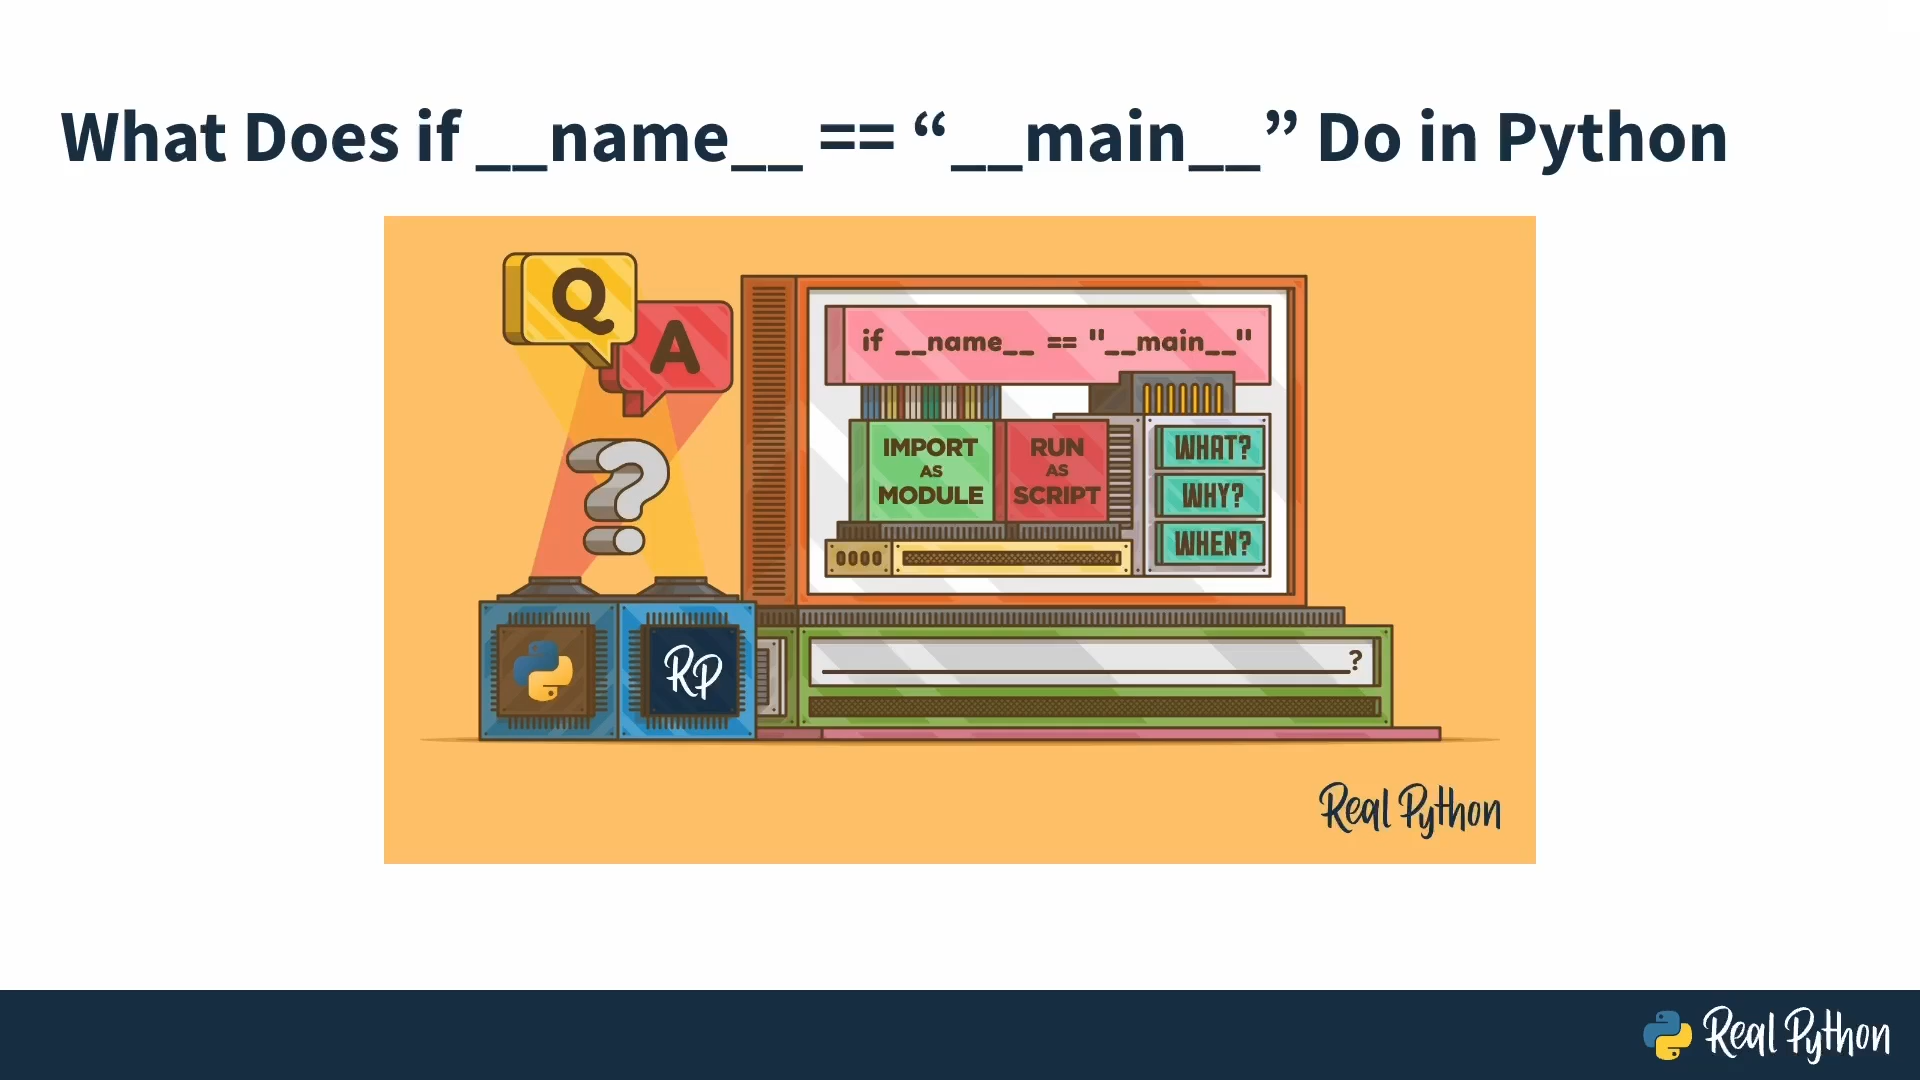 What Does if __name__ == “__main__” Do in Python
Q
A
?
if __name__ == "__main__"
IMPORT
AS
MODULE
RUN
AS
SCRIPT
WHAT?
WHY?
WHEN?
0000
RP
____________________?
Real Python
Real Python